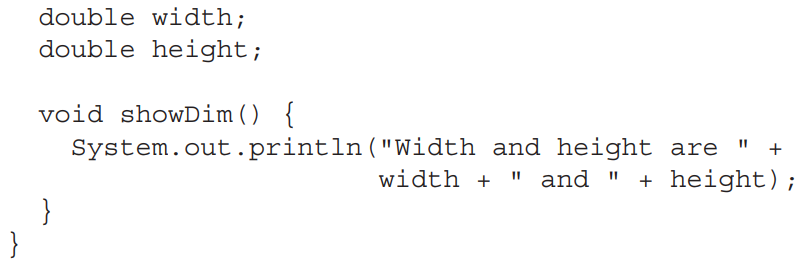 double width;
  double height;

  void showDim() {
    System.out.println("Width and height are " +
                       width + " and " + height);
  }
}